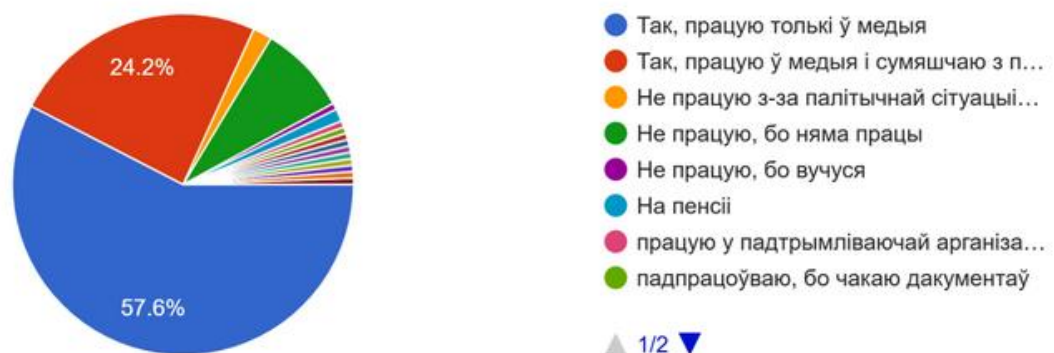 24.2%
57.6%
Так, працую толькі ў медыя
Так, працую ў медыя і сумяшчаю з п…
Не працую з-за палітычнай сітуацыі…
Не працую, бо няма працы
Не працую, бо вучуся
На пенсіі
працую у падтрымліваючай арганіза…
падпрацоўваю, бо чакаю дакументаў
1/2